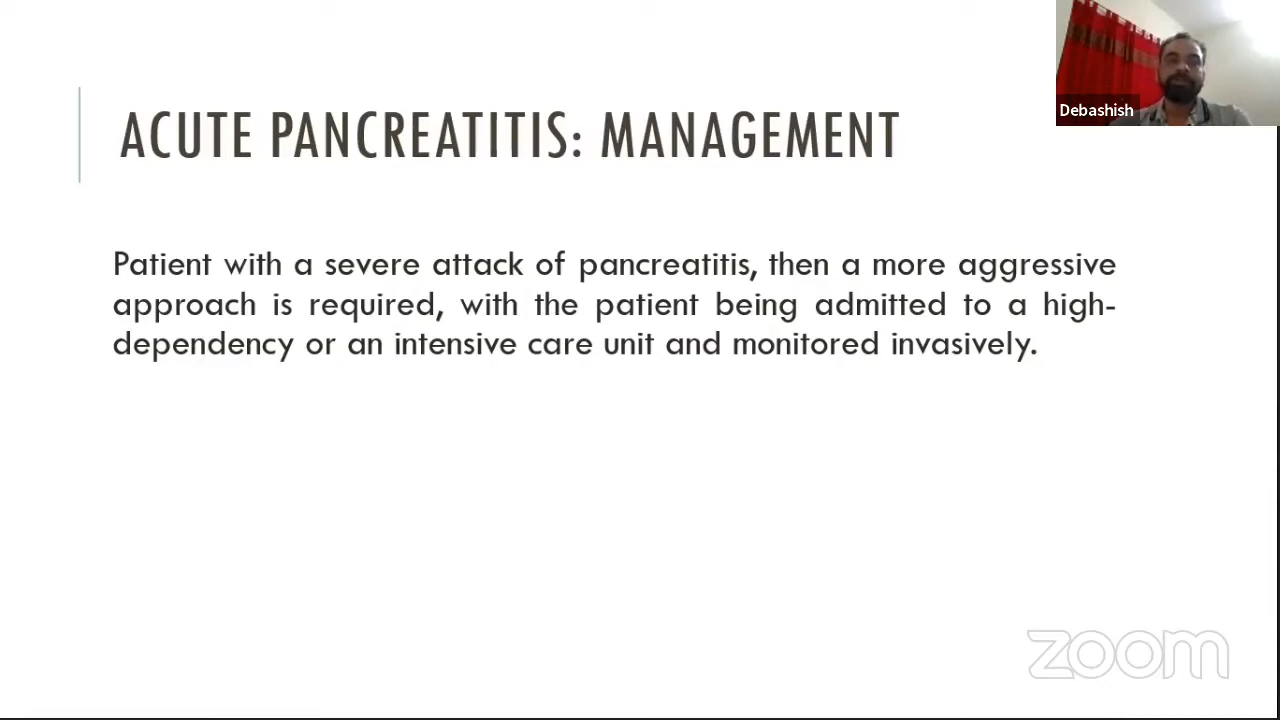 Debashish
ACUTE PANCREATITIS: MANAGEMENT
Patient with a severe attack of pancreatitis, then a more aggressive
approach is required, with the patient being admitted to a high-
dependency or an intensive care unit and monitored invasively.
zoom